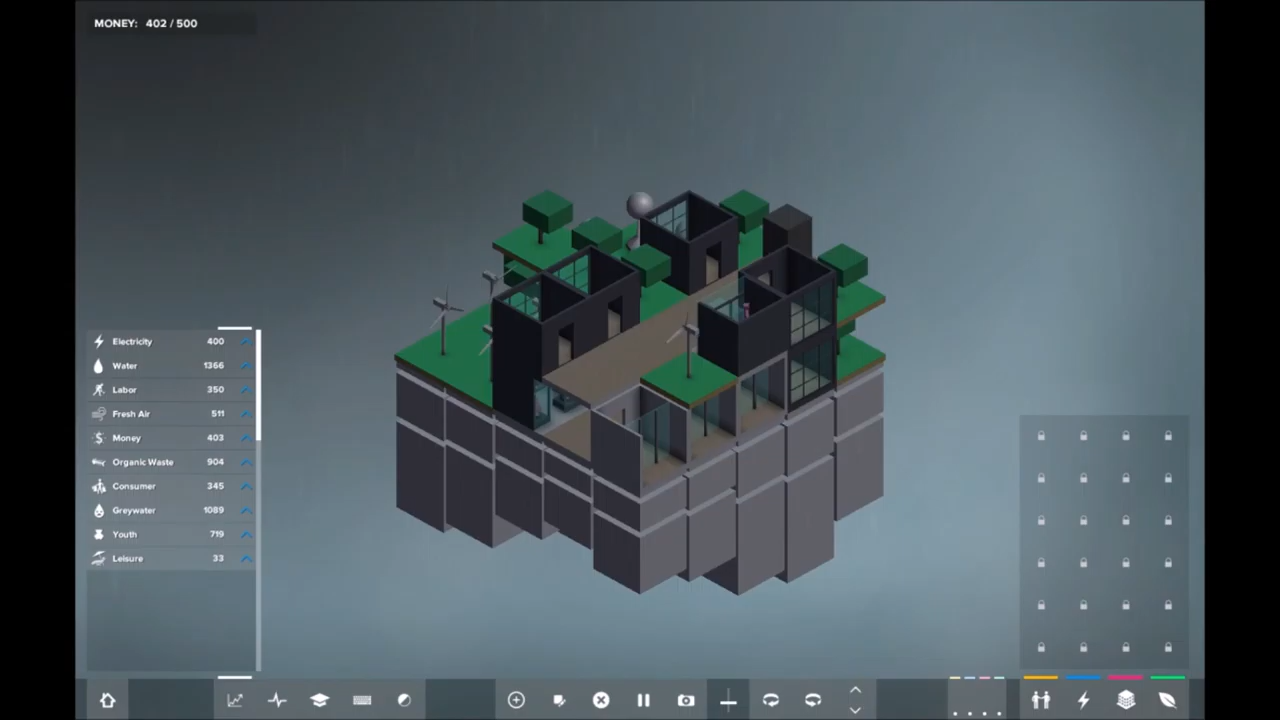 MONEY: 402 / 500
Electricity 400
Water 1366
Labor 350
Fresh Air 511
Money 403
Organic Waste 904
Consumer 345
Greywater 1089
Youth 719
Leisure 33